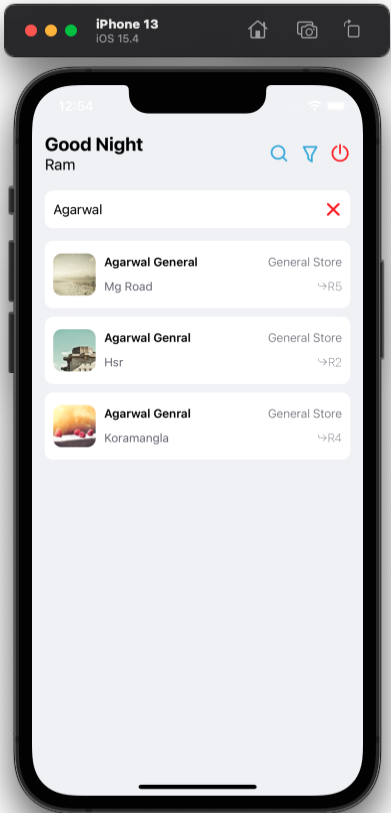 iPhone 13
iOS 15.4
12:54
Good Night
Ram
Agarwal
Agarwal General General Store
Mg Road ↪R5
Agarwal Genral General Store
Hsr ↪R2
Agarwal Genral General Store
Koramangla ↪R4